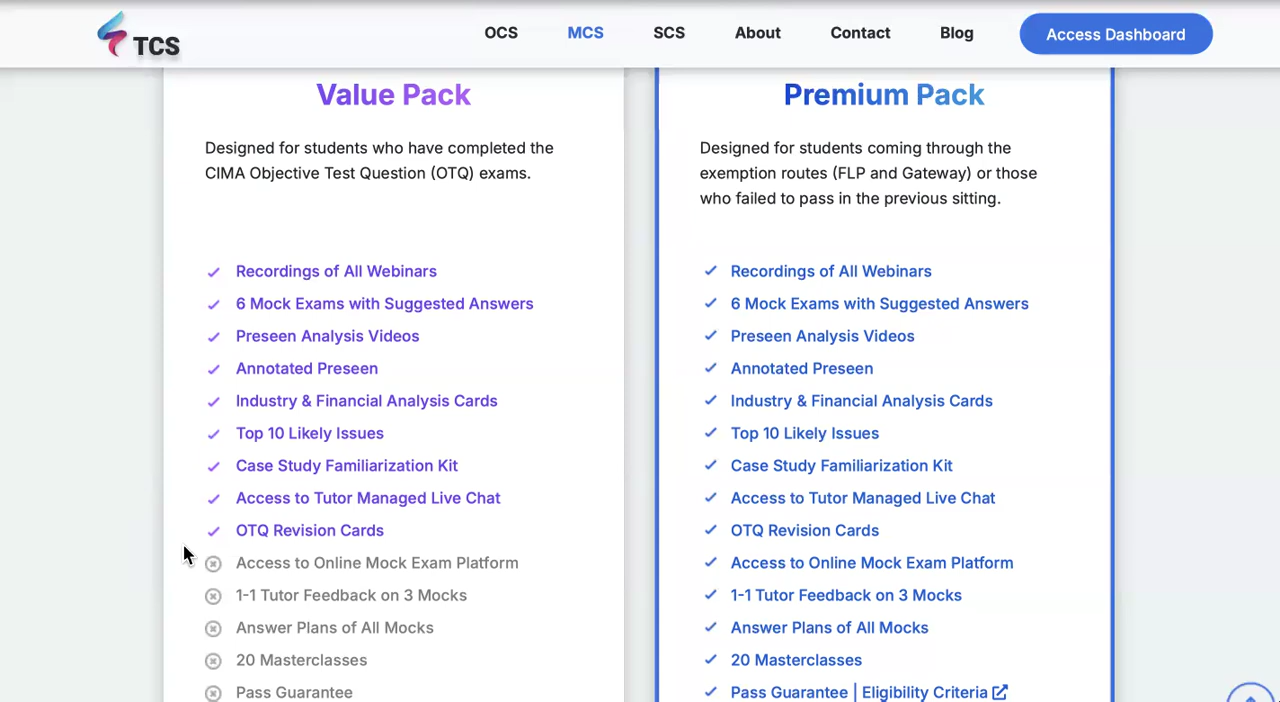 TCS
OCS
MCS
SCS
About
Contact
Blog
Access Dashboard
Value Pack
Designed for students who have completed the
CIMA Objective Test Question (OTQ) exams.
Recordings of All Webinars
6 Mock Exams with Suggested Answers
Preseen Analysis Videos
Annotated Preseen
Industry & Financial Analysis Cards
Top 10 Likely Issues
Case Study Familiarization Kit
Access to Tutor Managed Live Chat
OTQ Revision Cards
Access to Online Mock Exam Platform
1-1 Tutor Feedback on 3 Mocks
Answer Plans of All Mocks
20 Masterclasses
Pass Guarantee
Premium Pack
Designed for students coming through the
exemption routes (FLP and Gateway) or those
who failed to pass in the previous sitting.
Recordings of All Webinars
6 Mock Exams with Suggested Answers
Preseen Analysis Videos
Annotated Preseen
Industry & Financial Analysis Cards
Top 10 Likely Issues
Case Study Familiarization Kit
Access to Tutor Managed Live Chat
OTQ Revision Cards
Access to Online Mock Exam Platform
1-1 Tutor Feedback on 3 Mocks
Answer Plans of All Mocks
20 Masterclasses
Pass Guarantee | Eligibility Criteria